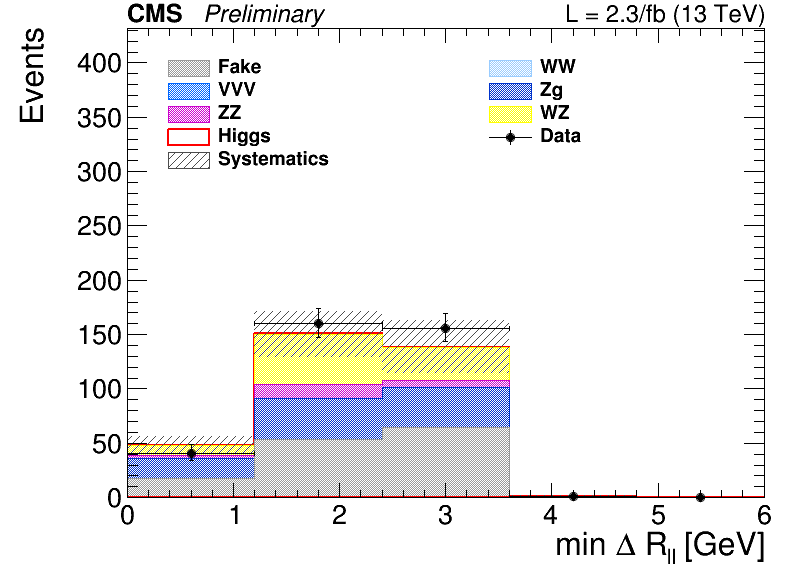 CMS Preliminary L = 2.3/fb (13 TeV)
Events
400
350
300
250
200
150
100
50
0
Fake WW
VVV Zg
ZZ WZ
Higgs Data
Systematics
0 1 2 3 4 5 6
min Δ R_ll [GeV]